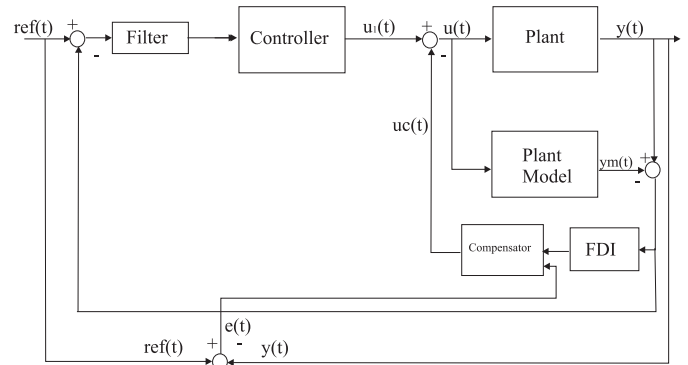 ref(t)
+
-
Filter
Controller
u₁(t)
+
-
u(t)
Plant
y(t)
uc(t)
Plant
Model
ym(t)
+
-
Compensator
FDI
e(t)
ref(t)
+
-
y(t)